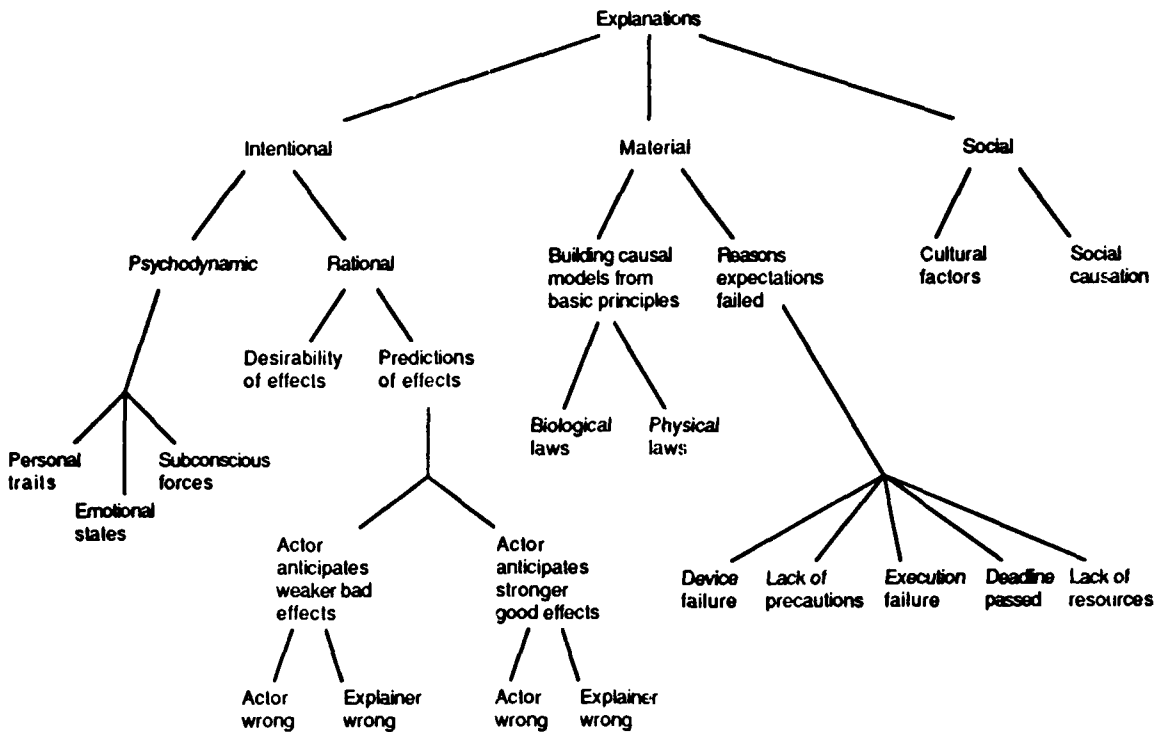 Explanations
Intentional
Material
Social
Psychodynamic
Rational
Building causal
models from
basic principles
Reasons
expectations
failed
Cultural
factors
Social
causation
Desirability
of effects
Predictions
of effects
Biological
laws
Physical
laws
Personal
traits
Emotional
states
Subconscious
forces
Actor
anticipates
weaker bad
effects
Actor
anticipates
stronger
good effects
Device
failure
Lack of
precautions
Execution
failure
Deadline
passed
Lack of
resources
Actor
wrong
Explainer
wrong
Actor
wrong
Explainer
wrong